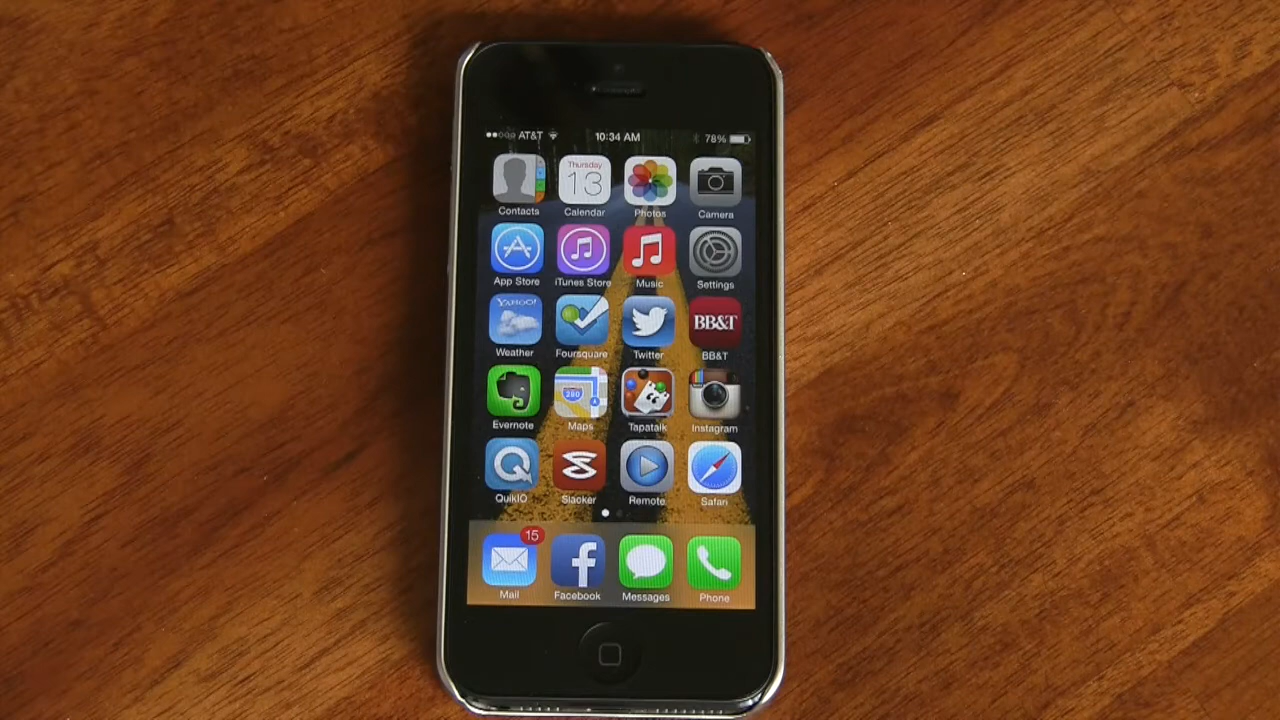 AT&T 10:34 AM 78%
Thursday
13
Contacts Calendar Photos Camera
App Store iTunes Store Music Settings
YAHOO!
BB&T
Weather Foursquare Twitter BB&T
280
Evernote Maps Tapatalk Instagram
QuikIO Slacker Remote Safari
15
Mail Facebook Messages Phone